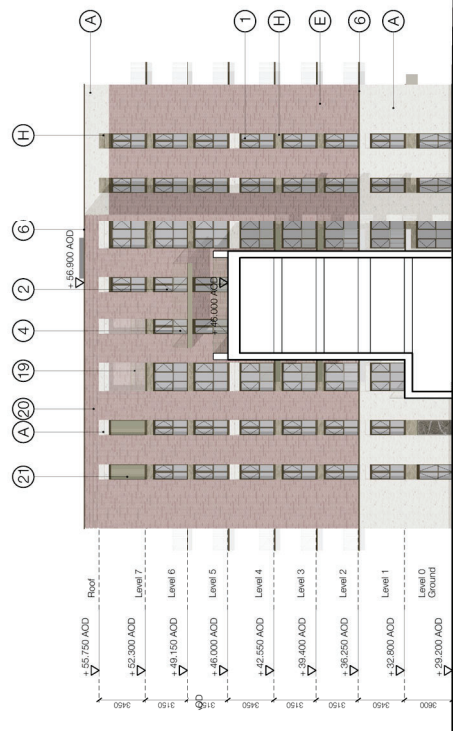 21
A
20
19
4
2
6
H
A
+ 56.900 AOD
+ 55.750 AOD
Roof
3450
+ 52.300 AOD
Level 7
3150
+ 49.150 AOD
Level 6
3150
OD
+ 46.000 AOD
Level 5
+ 46.000 AOD
3450
1
+ 42.550 AOD
Level 4
H
3150
+ 39.400 AOD
Level 3
E
3150
+ 36.250 AOD
Level 2
6
3450
A
+ 32.800 AOD
Level 1
3600
+ 29.200 AOD
Level 0
Ground